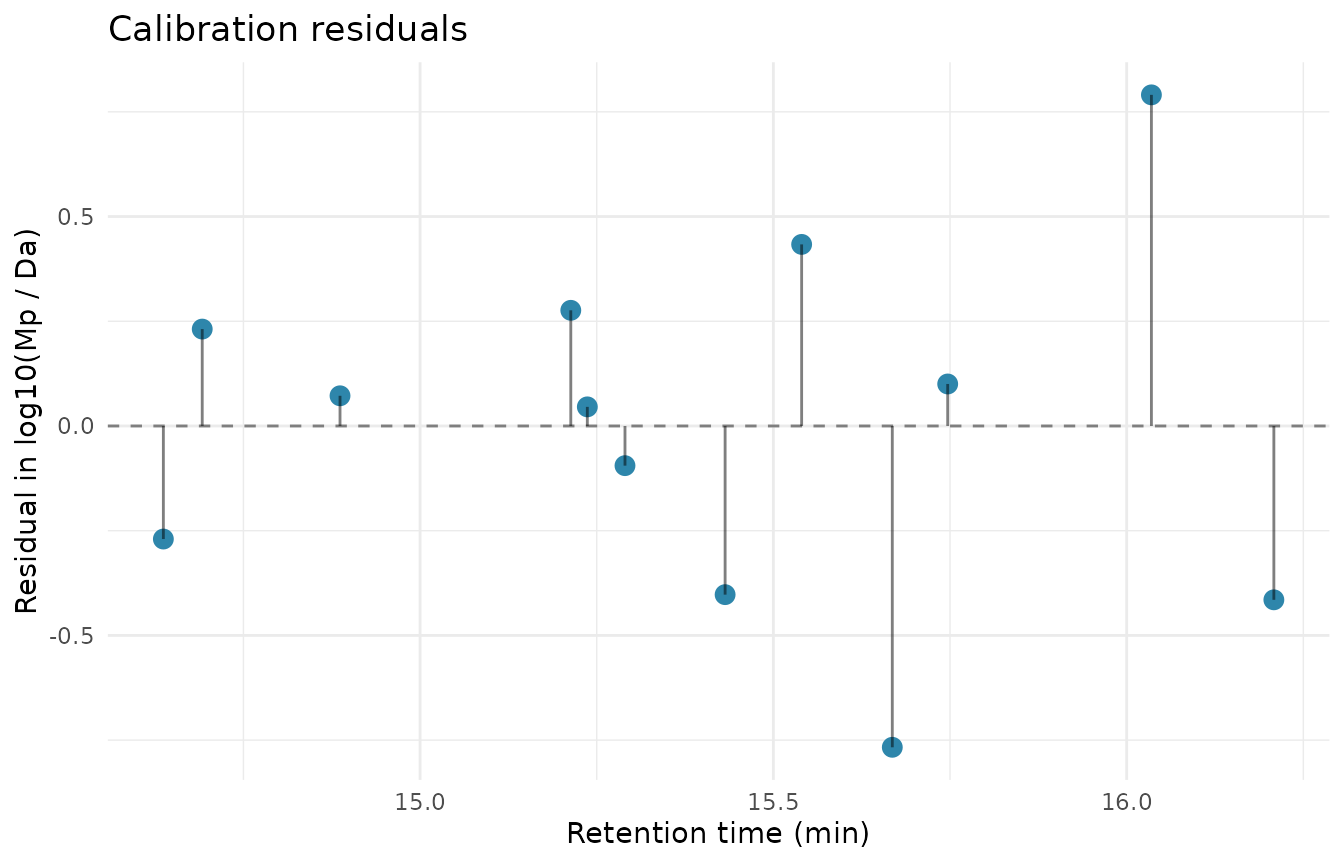 Calibration residuals
Residual in log10(Mp / Da)
0.5
0.0
-0.5
15.0 15.5 16.0
Retention time (min)